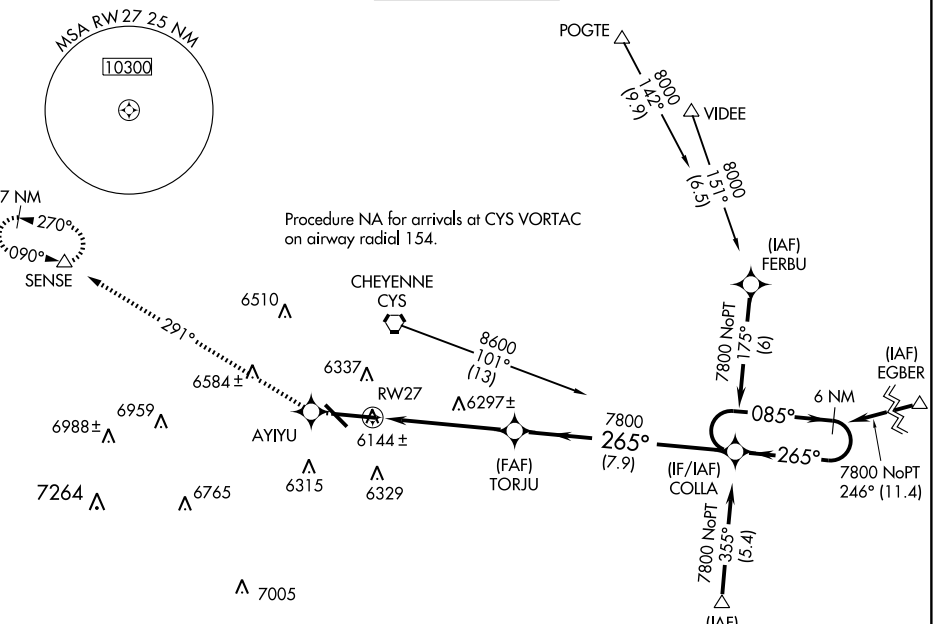 MSA RW27 25 NM
10300
POGTE
8000
142°
(9.9)
VIDEE
8000
151°
(6.5)
7 NM
270°
090°
SENSE
Procedure NA for arrivals at CYS VORTAC
on airway radial 154.
(IAF)
FERBU
CHEYENNE
CYS
6510
291°
8600
101°
(13)
7800 NoPT
175°
(6)
(IAF)
EGBER
6584 ±
6337
RW27
6297±
7800
265°
(7.9)
085°
6 NM
265°
6988±
6959
AYIYU
6144 ±
(FAF)
TORJU
(IF/IAF)
COLLA
7800 NoPT
246° (11.4)
7264
6765
6315
6329
7800 NoPT
355°
(5.4)
7005
(IAF)